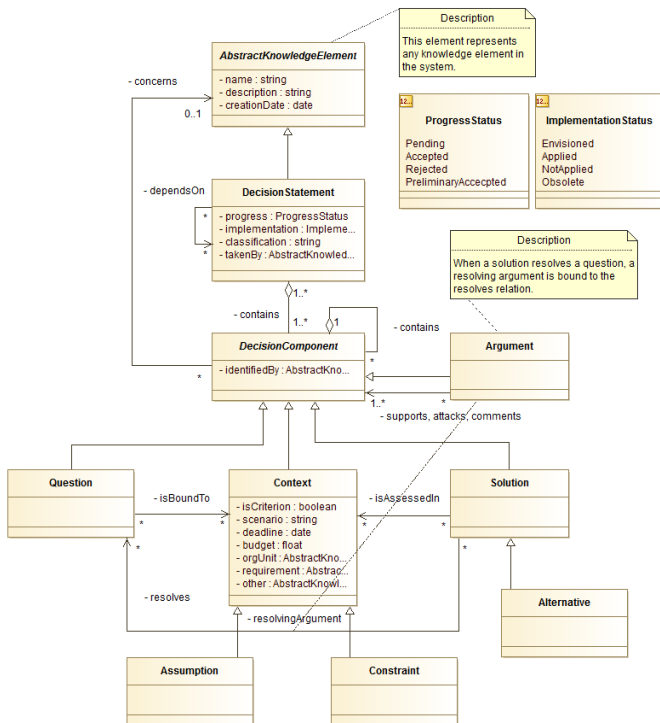 Description
This element represents
any knowledge element in
the system.
AbstractKnowledgeElement
- name : string
- description : string
- creationDate : date
- concerns
0..1
12...
ProgressStatus
Pending
Accepted
Rejected
PreliminaryAccecpted
12...
ImplementationStatus
Envisioned
Applied
NotApplied
Obsolete
- dependsOn
*
*
DecisionStatement
- progress : ProgressStatus
- implementation : Impleme...
- classification : string
- takenBy : AbstractKnowled...
Description
When a solution resolves a question, a
resolving argument is bound to the
resolves relation.
1..*
- contains
1..*
1
- contains
*
DecisionComponent
- identifiedBy : AbstractKno...
*
Argument
1..*
*
- supports, attacks, comments
Question
- isBoundTo
*
*
*
Context
- isCriterion : boolean
- scenario : string
- deadline : date
- budget : float
- orgUnit : AbstractKno...
- requirement : Abstrac...
- other : AbstractKnowl...
- isAssessedIn
*
*
*
Solution
- resolves
- resolvingArgument
Alternative
Assumption
Constraint